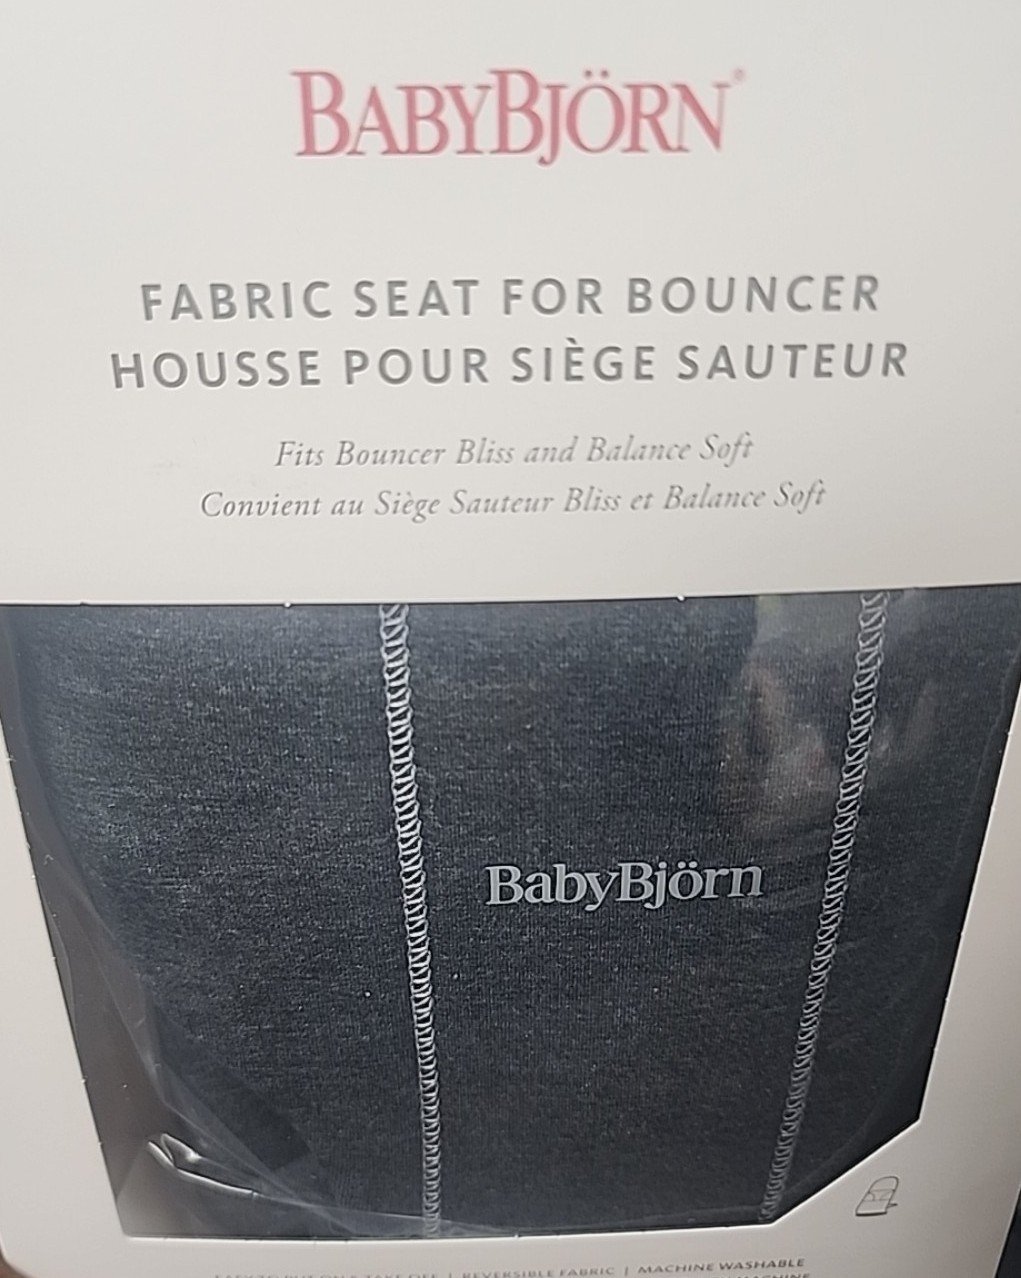 BABYBJÖRN®
FABRIC SEAT FOR BOUNCER
HOUSSE POUR SIÈGE SAUTEUR
Fits Bouncer Bliss and Balance Soft
Convient au Siège Sauteur Bliss et Balance Soft
BabyBjörn
REVERSIBLE FABRIC | MACHINE WASHABLE